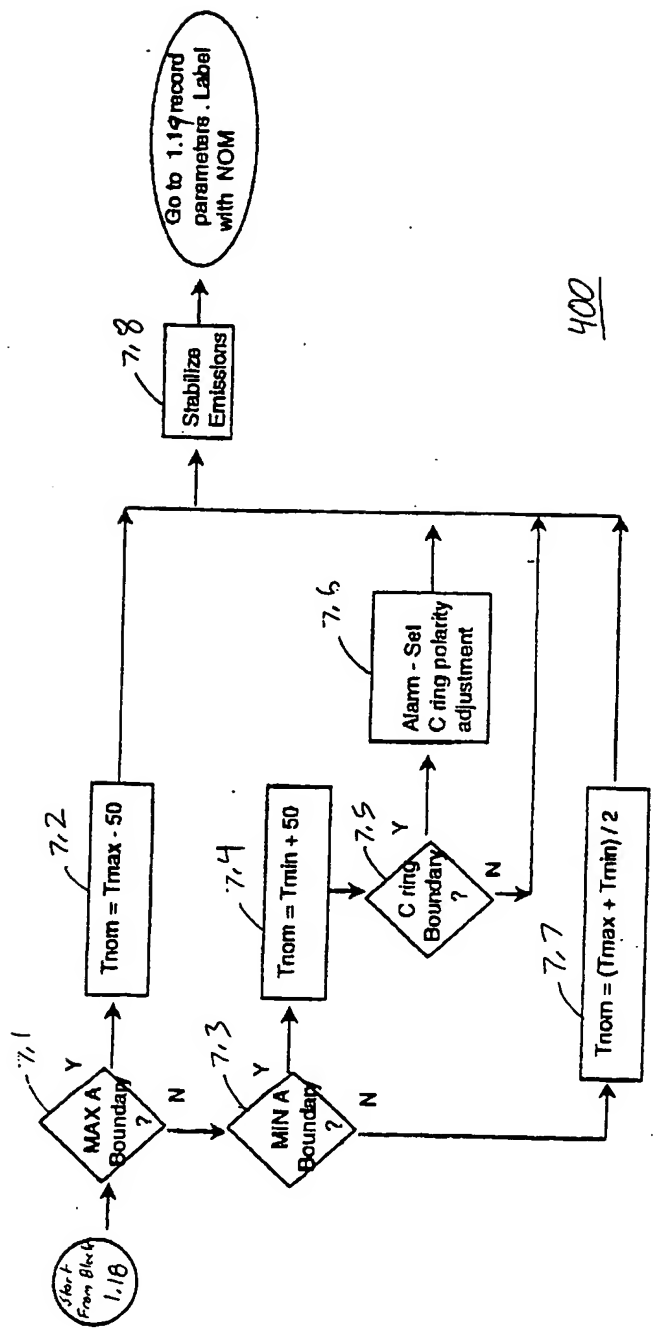 Start
From Block
1.18
7.1
MAX A
Boundary
?
Y
N
7.2
Tnom = Tmax - 50
7.3
MIN A
Boundary
?
Y
N
7.4
Tnom = Tmin + 50
7.5
C ring
Boundary
?
Y
N
7.6
Alarm - Set
C ring polarity
adjustment
7.7
Tnom = (Tmax + Tmin) / 2
7.8
Stabilize
Emissions
Go to 1.19 record
parameters. Label
with NOM
400